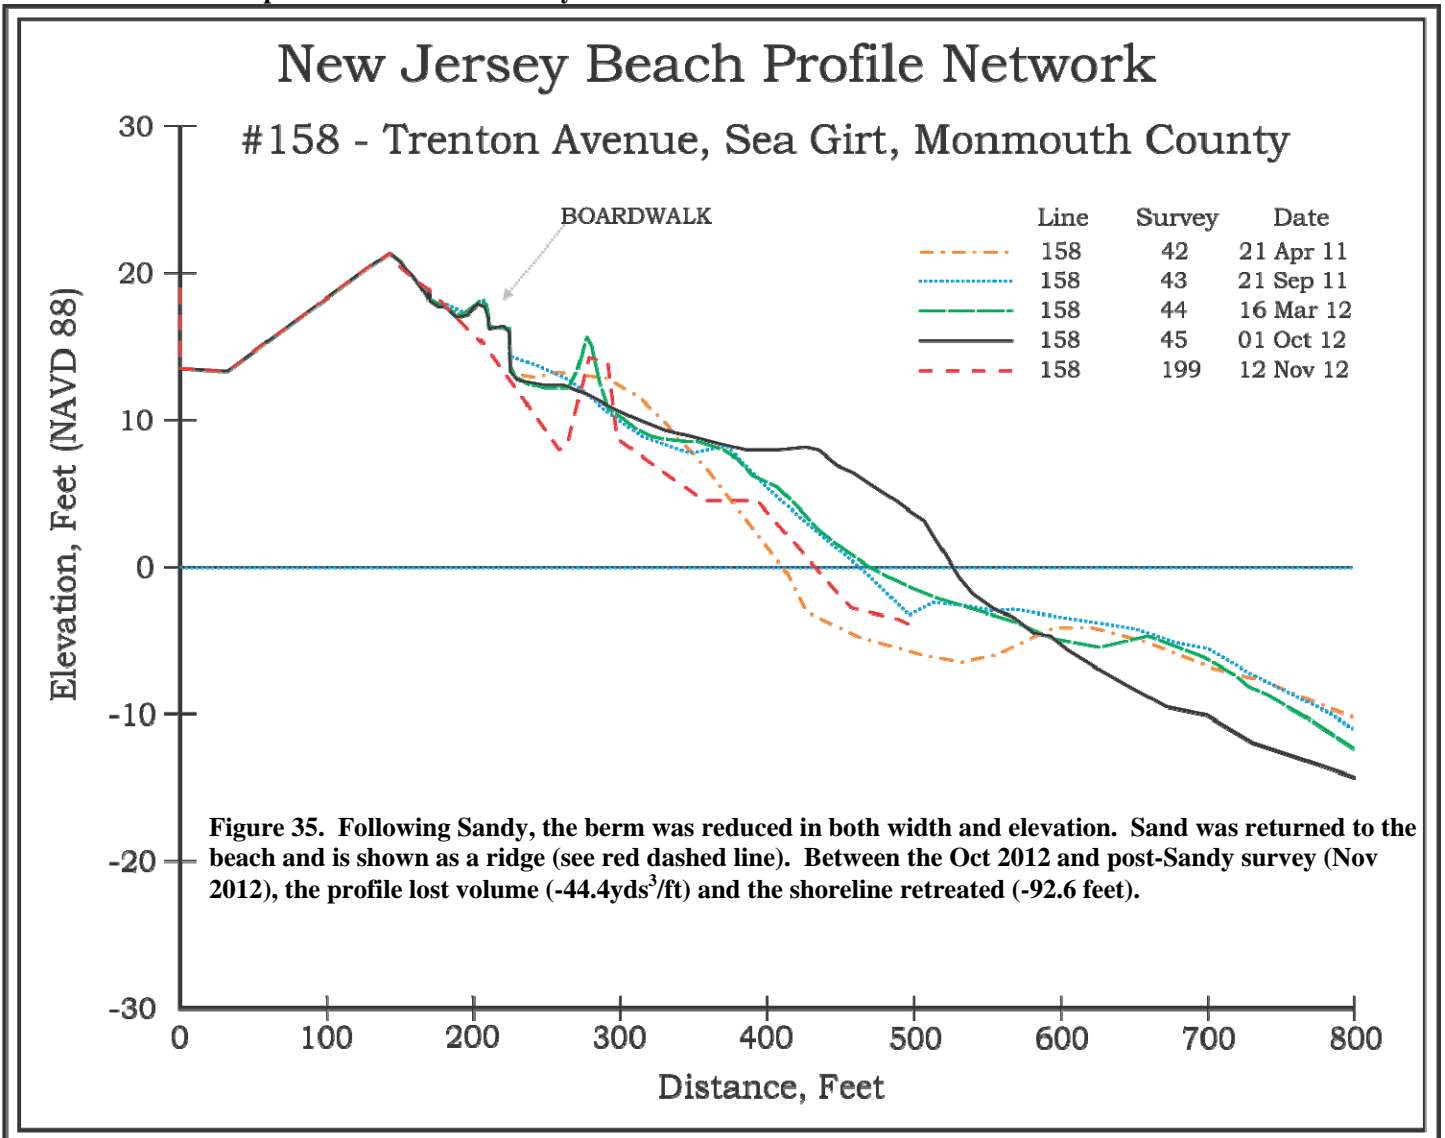 New Jersey Beach Profile Network
#158 - Trenton Avenue, Sea Girt, Monmouth County
BOARDWALK
Line Survey Date
158 42 21 Apr 11
158 43 21 Sep 11
158 44 16 Mar 12
158 45 01 Oct 12
158 199 12 Nov 12
Elevation, Feet (NAVD 88)
30
20
10
0
-10
-20
-30
Figure 35. Following Sandy, the berm was reduced in both width and elevation. Sand was returned to the
beach and is shown as a ridge (see red dashed line). Between the Oct 2012 and post-Sandy survey (Nov
2012), the profile lost volume (-44.4yds³/ft) and the shoreline retreated (-92.6 feet).
0 100 200 300 400 500 600 700 800
Distance, Feet